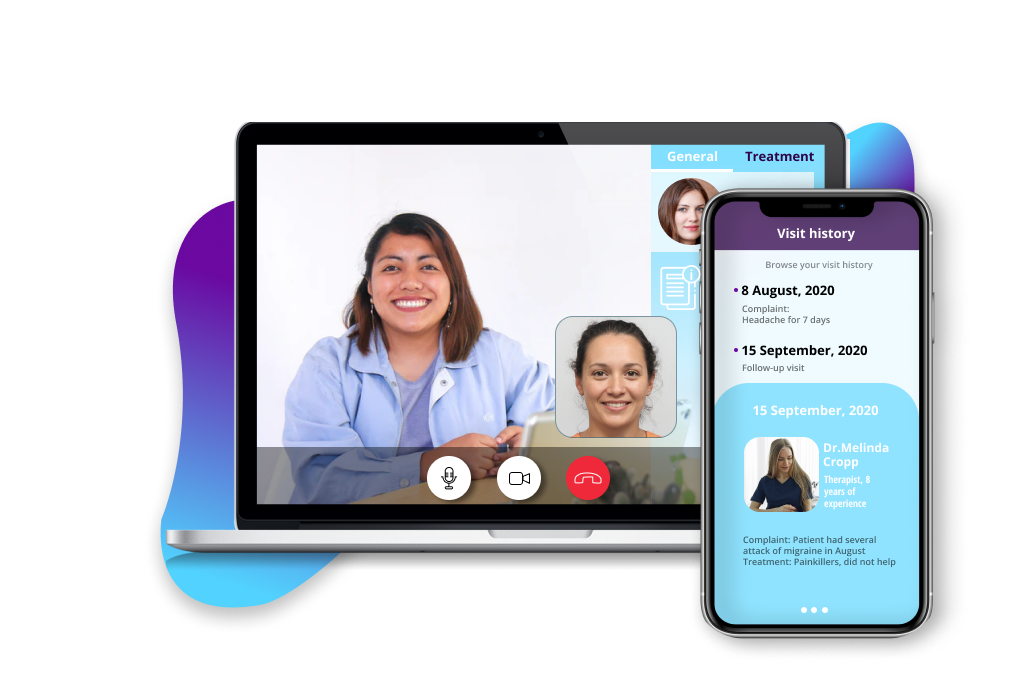 General Treatment
Visit history
Browse your visit history
8 August, 2020
Complaint:
Headache for 7 days
15 September, 2020
Follow-up visit
15 September, 2020
Dr.Melinda
Cropp
Therapist, 8
years of
experience
Complaint: Patient had several
attack of migraine in August
Treatment: Painkillers, did not help